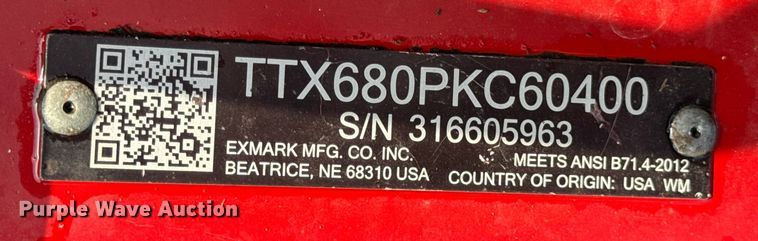 TTX680PKC60400
S/N 316605963
EXMARK MFG. CO. INC.
BEATRICE, NE 68310 USA
MEETS ANSI B71.4-2012
COUNTRY OF ORIGIN: USA WM
Purple Wave Auction